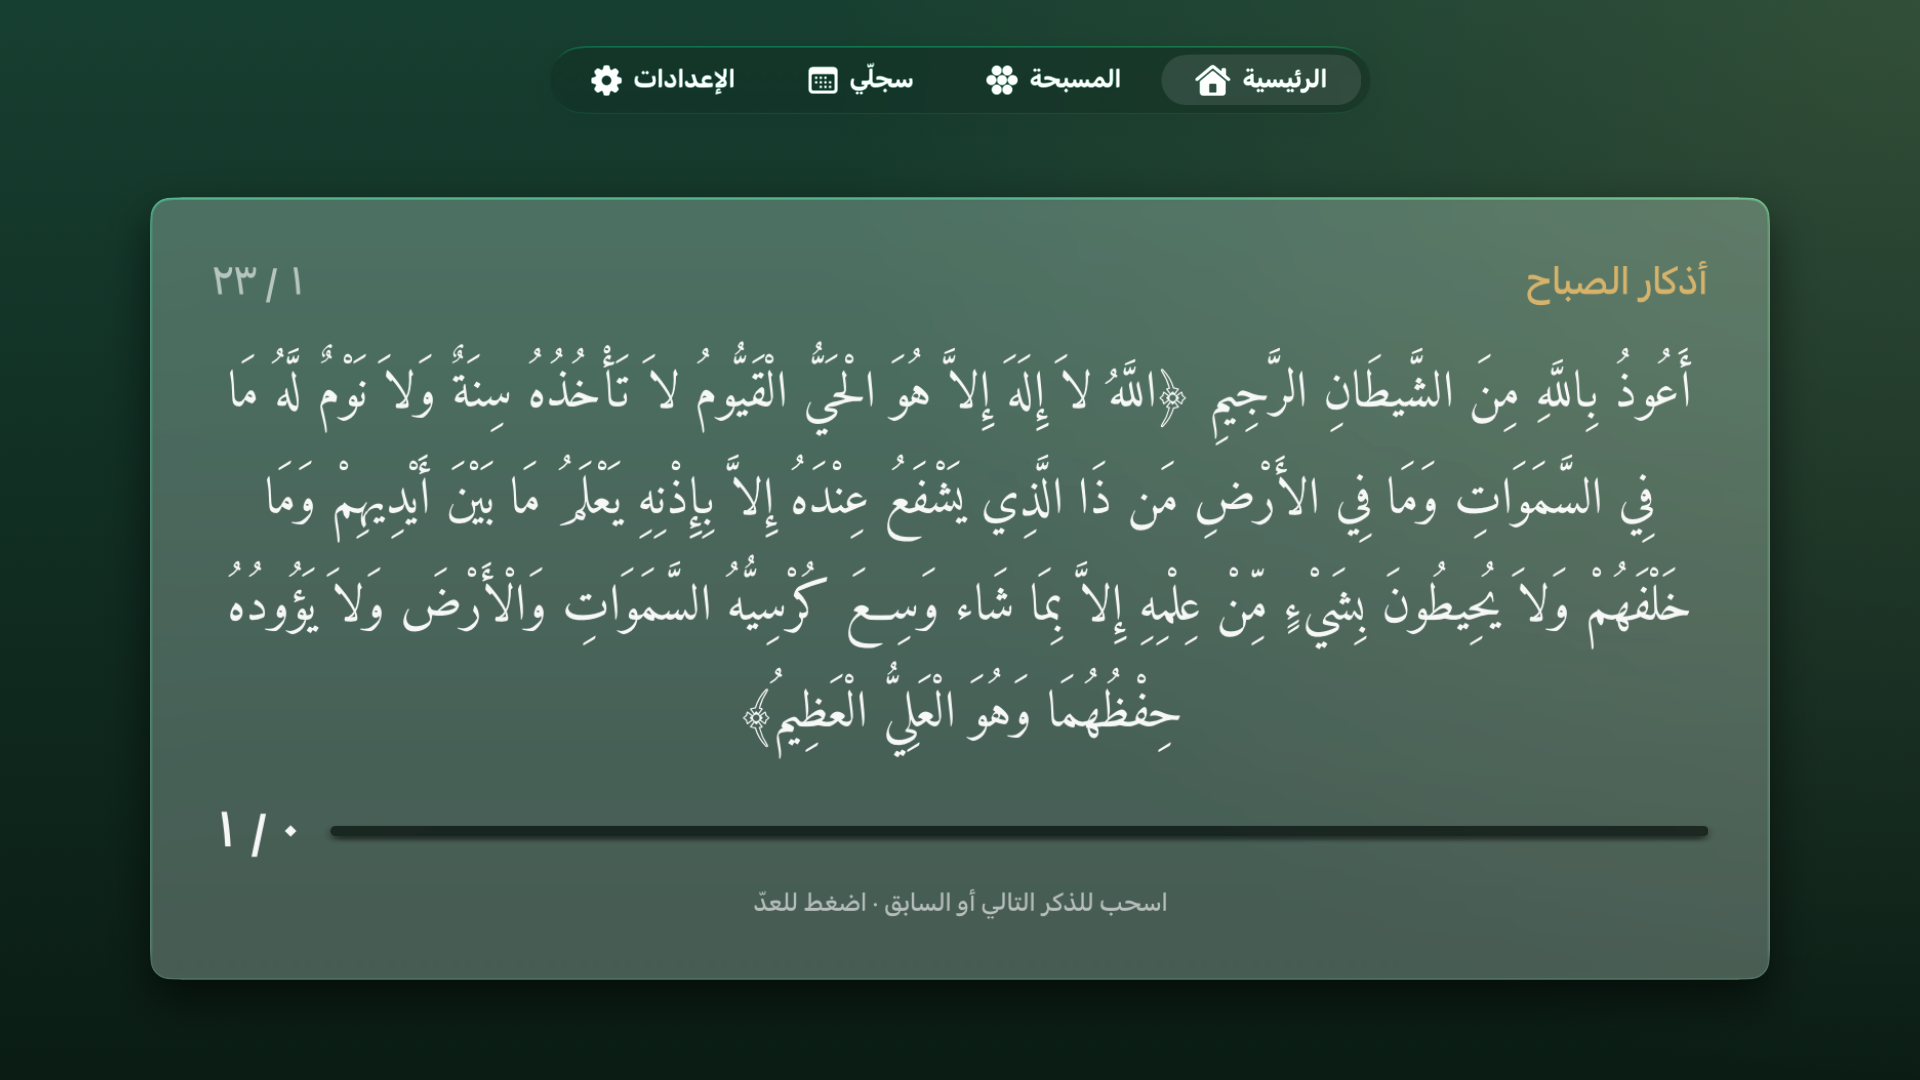 الرئيسية
المسبحة
سجلّي
الإعدادات
أذكار الصباح
١ / ٢٣
أَعُوذُ بِاللَّهِ مِنَ الشَّيطَانِ الرَّجِيمِ ﴿اللَّهُ لاَ إِلَهَ إِلاَّ هُوَ الْحَيُّ الْقَيُّومُ لاَ تَأْخُذُهُ سِنَةٌ وَلاَ نَوْمٌ لَّهُ مَا
فِي السَّمَوَاتِ وَمَا فِي الأَرْضِ مَن ذَا الَّذِي يَشْفَعُ عِنْدَهُ إِلاَّ بِإِذْنِهِ يَعْلَمُ مَا بَيْنَ أَيْدِيهِمْ وَمَا
خَلْفَهُمْ وَلاَ يُحِيطُونَ بِشَيْءٍ مِّنْ عِلْمِهِ إِلاَّ بِمَا شَاء وَسِـعَ كُرْسِيُّهُ السَّمَوَاتِ وَالْأَرْضَ وَلاَ يَؤُودُهُ
حِفْظُهُمَا وَهُوَ الْعَلِيُّ الْعَظِيمُ﴾
٠ / ١
اسحب للذكر التالي أو السابق · اضغط للعدّ